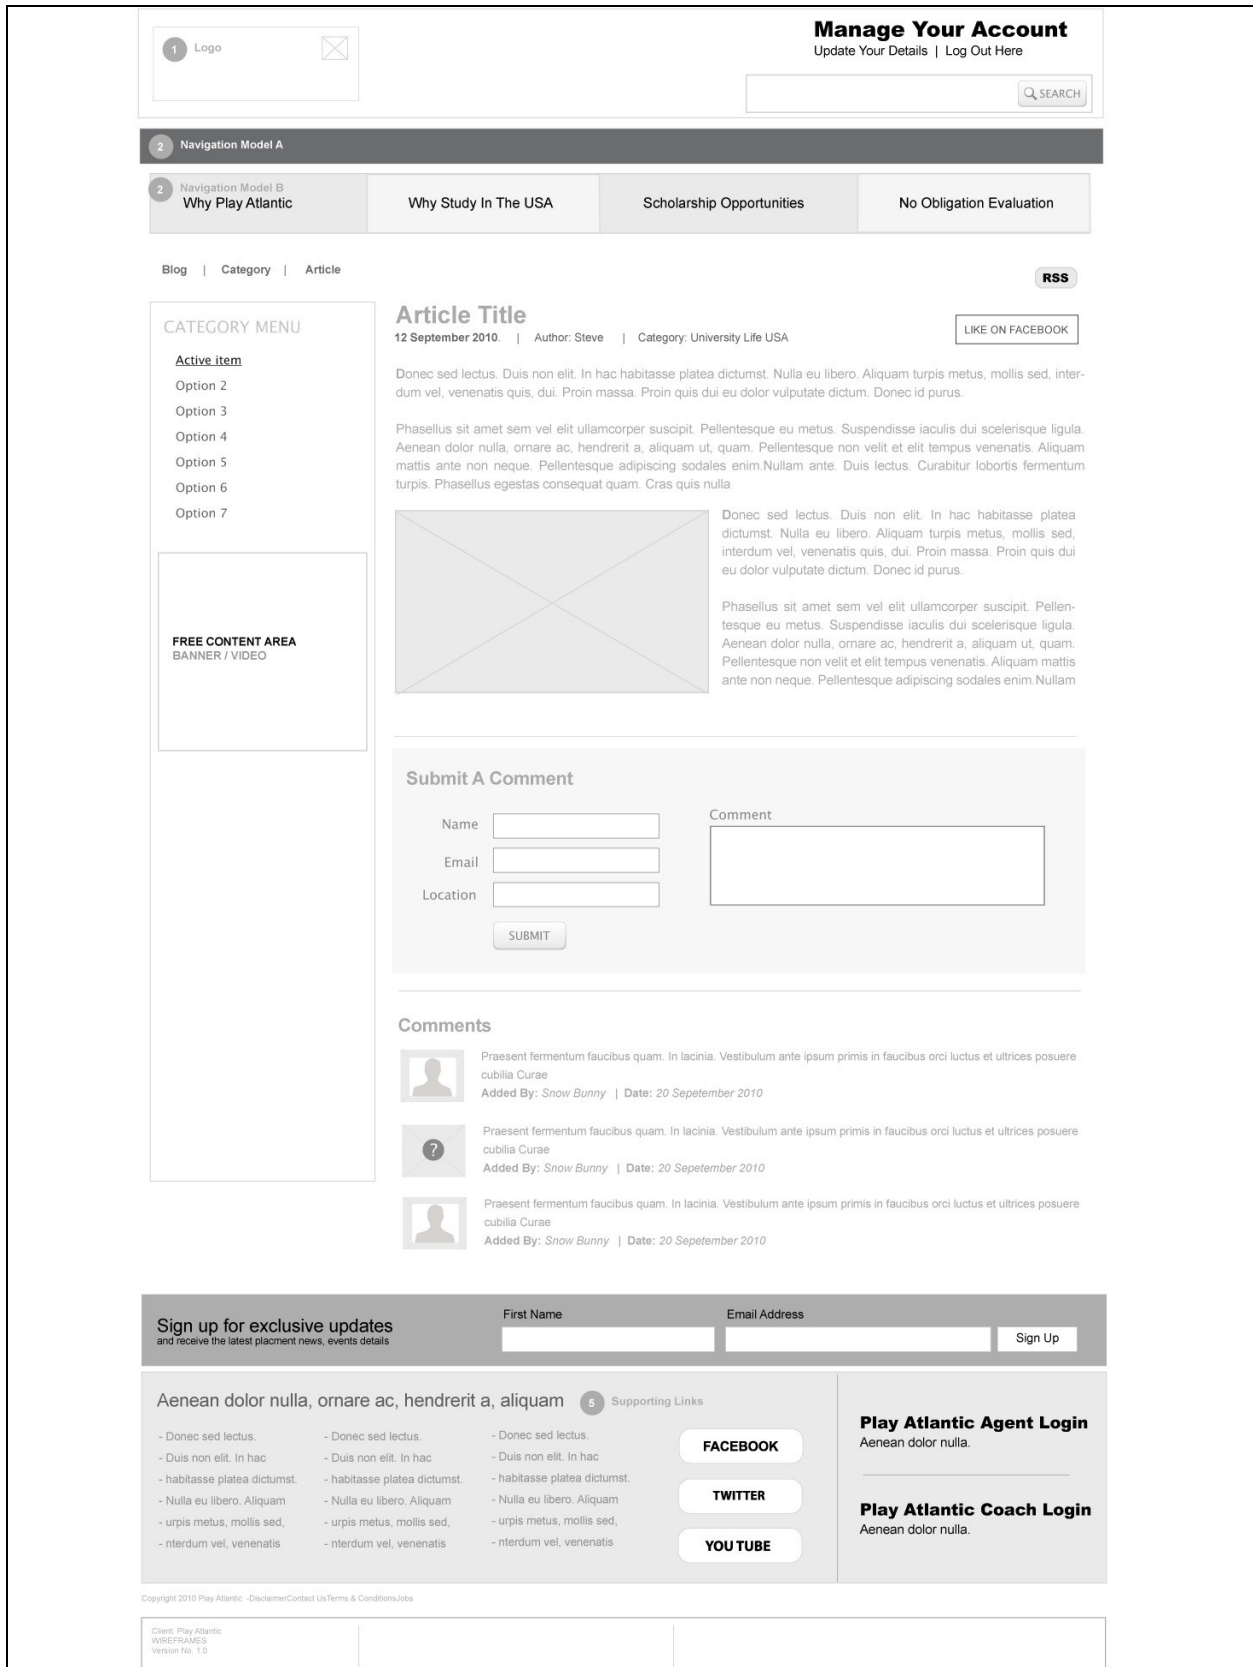 1 Logo
Manage Your Account
Update Your Details | Log Out Here
SEARCH
2 Navigation Model A
2 Navigation Model B
Why Play Atlantic
Why Study In The USA
Scholarship Opportunities
No Obligation Evaluation
Blog | Category | Article
RSS
CATEGORY MENU
Active item
Option 2
Option 3
Option 4
Option 5
Option 6
Option 7
FREE CONTENT AREA
BANNER / VIDEO
Article Title
12 September 2010. | Author: Steve | Category: University Life USA
LIKE ON FACEBOOK
Donec sed lectus. Duis non elit. In hac habitasse platea dictumst. Nulla eu libero. Aliquam turpis metus, mollis sed, inter-
dum vel, venenatis quis, dui. Proin massa. Proin quis dui eu dolor vulputate dictum. Donec id purus.
Phasellus sit amet sem vel elit ullamcorper suscipit. Pellentesque eu metus. Suspendisse iaculis dui scelerisque ligula.
Aenean dolor nulla, ornare ac, hendrerit a, aliquam ut, quam. Pellentesque non velit et elit tempus venenatis. Aliquam
mattis ante non neque. Pellentesque adipiscing sodales enim.Nullam ante. Duis lectus. Curabitur lobortis fermentum
turpis. Phasellus egestas consequat quam. Cras quis nulla
Donec sed lectus. Duis non elit. In hac habitasse platea
dictumst. Nulla eu libero. Aliquam turpis metus, mollis sed,
interdum vel, venenatis quis, dui. Proin massa. Proin quis dui
eu dolor vulputate dictum. Donec id purus.
Phasellus sit amet sem vel elit ullamcorper suscipit. Pellen-
tesque eu metus. Suspendisse iaculis dui scelerisque ligula.
Aenean dolor nulla, ornare ac, hendrerit a, aliquam ut, quam.
Pellentesque non velit et elit tempus venenatis. Aliquam mattis
ante non neque. Pellentesque adipiscing sodales enim.Nullam
Submit A Comment
Name
Email
Location
Comment
SUBMIT
Comments
Praesent fermentum faucibus quam. In lacinia. Vestibulum ante ipsum primis in faucibus orci luctus et ultrices posuere
cubilia Curae
Added By: Snow Bunny | Date: 20 Sepetember 2010
?
Praesent fermentum faucibus quam. In lacinia. Vestibulum ante ipsum primis in faucibus orci luctus et ultrices posuere
cubilia Curae
Added By: Snow Bunny | Date: 20 Sepetember 2010
Praesent fermentum faucibus quam. In lacinia. Vestibulum ante ipsum primis in faucibus orci luctus et ultrices posuere
cubilia Curae
Added By: Snow Bunny | Date: 20 Sepetember 2010
Sign up for exclusive updates
and receive the latest placment news, events details
First Name
Email Address
Sign Up
Aenean dolor nulla, ornare ac, hendrerit a, aliquam
5 Supporting Links
- Donec sed lectus.
- Duis non elit. In hac
- habitasse platea dictumst.
- Nulla eu libero. Aliquam
- urpis metus, mollis sed,
- nterdum vel, venenatis
- Donec sed lectus.
- Duis non elit. In hac
- habitasse platea dictumst.
- Nulla eu libero. Aliquam
- urpis metus, mollis sed,
- nterdum vel, venenatis
- Donec sed lectus.
- Duis non elit. In hac
- habitasse platea dictumst.
- Nulla eu libero. Aliquam
- urpis metus, mollis sed,
- nterdum vel, venenatis
FACEBOOK
TWITTER
YOU TUBE
Play Atlantic Agent Login
Aenean dolor nulla.
Play Atlantic Coach Login
Aenean dolor nulla.
Copyright 2010 Play Atlantic -DisclaimerContact UsTerms & ConditionsJobs
Client: Play Atlantic
WIREFRAMES
Version No. 1.0